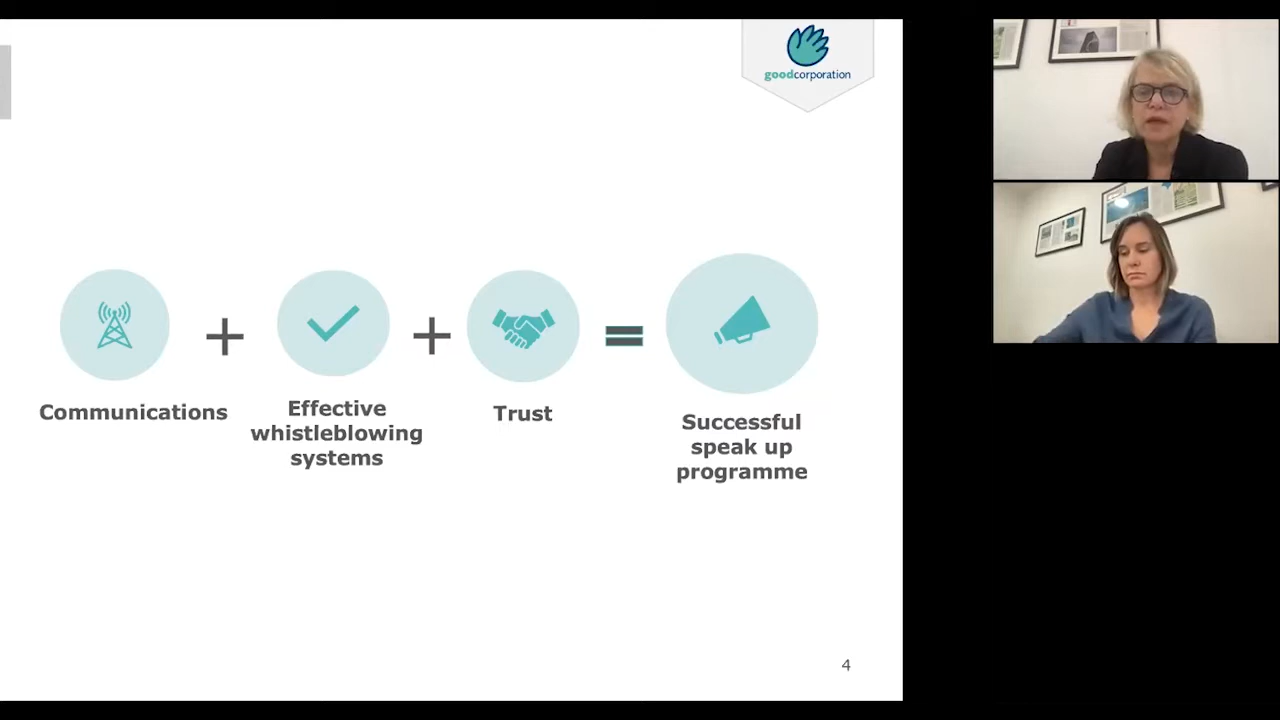 goodcorporation
Communications
Effective
whistleblowing
systems
Trust
Successful
speak up
programme
4